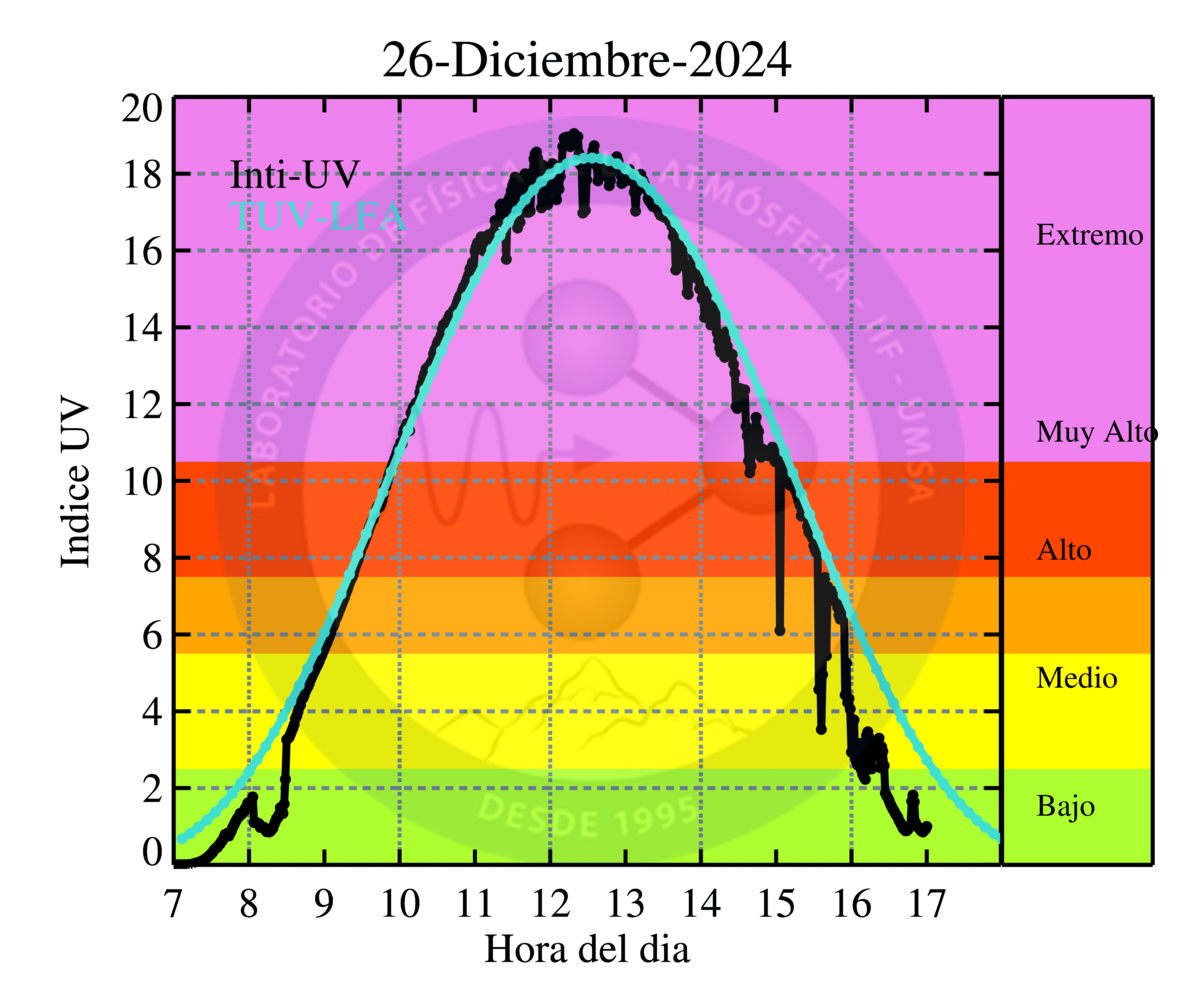 26-Diciembre-2024
Indice UV
20
18
16
14
12
10
8
6
4
2
0
Inti-UV
TUV-LFA
LABORATORIO DE FÍSICA DE LA ATMÓSFERA - IIF - UMSA
DESDE 1995
Extremo
Muy Alto
Alto
Medio
Bajo
7 8 9 10 11 12 13 14 15 16 17
Hora del dia